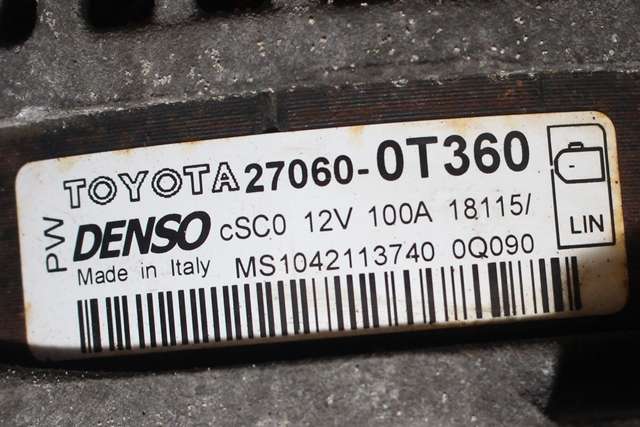 TOYOTA 27060-0T360
PW
DENSO cSC0 12V 100A 18115/
Made in Italy MS1042113740 0Q090
LIN